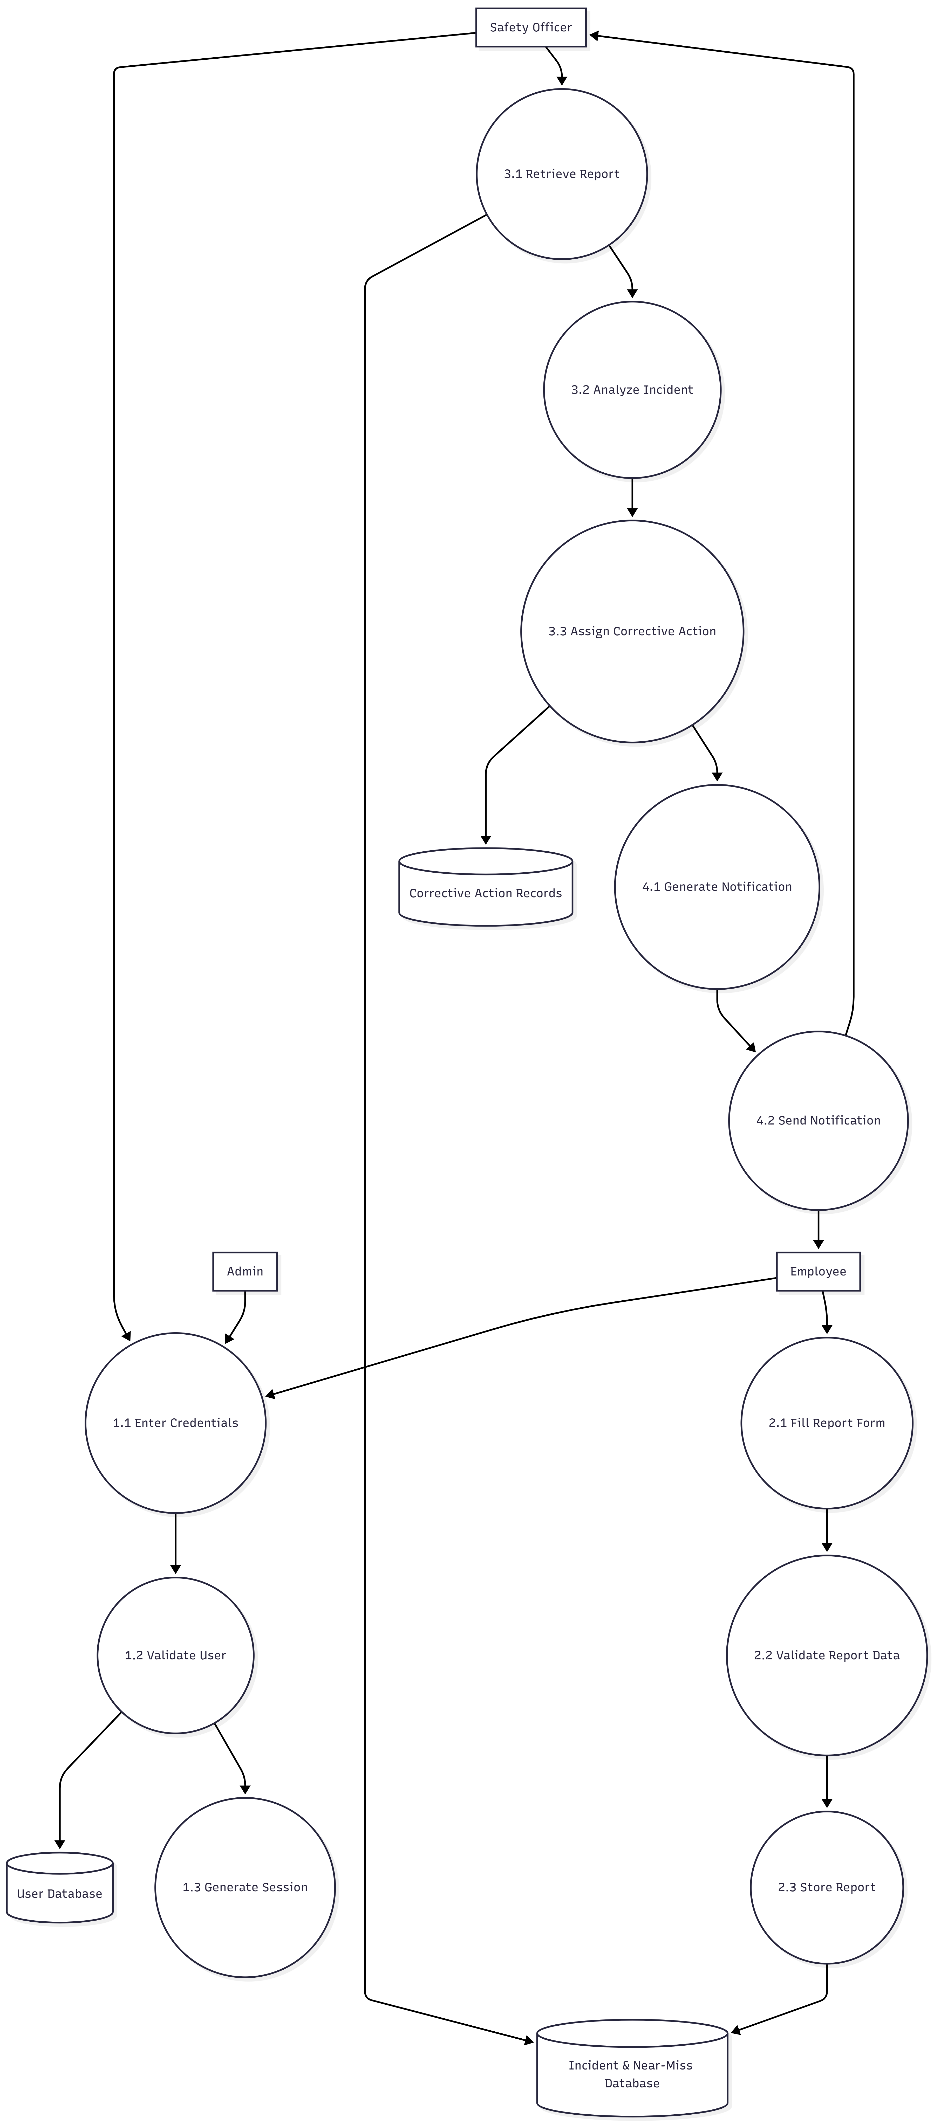 Safety Officer
3.1 Retrieve Report
3.2 Analyze Incident
3.3 Assign Corrective Action
4.1 Generate Notification
Corrective Action Records
4.2 Send Notification
Admin
Employee
1.1 Enter Credentials
2.1 Fill Report Form
1.2 Validate User
2.2 Validate Report Data
User Database
1.3 Generate Session
2.3 Store Report
Incident & Near-Miss
Database